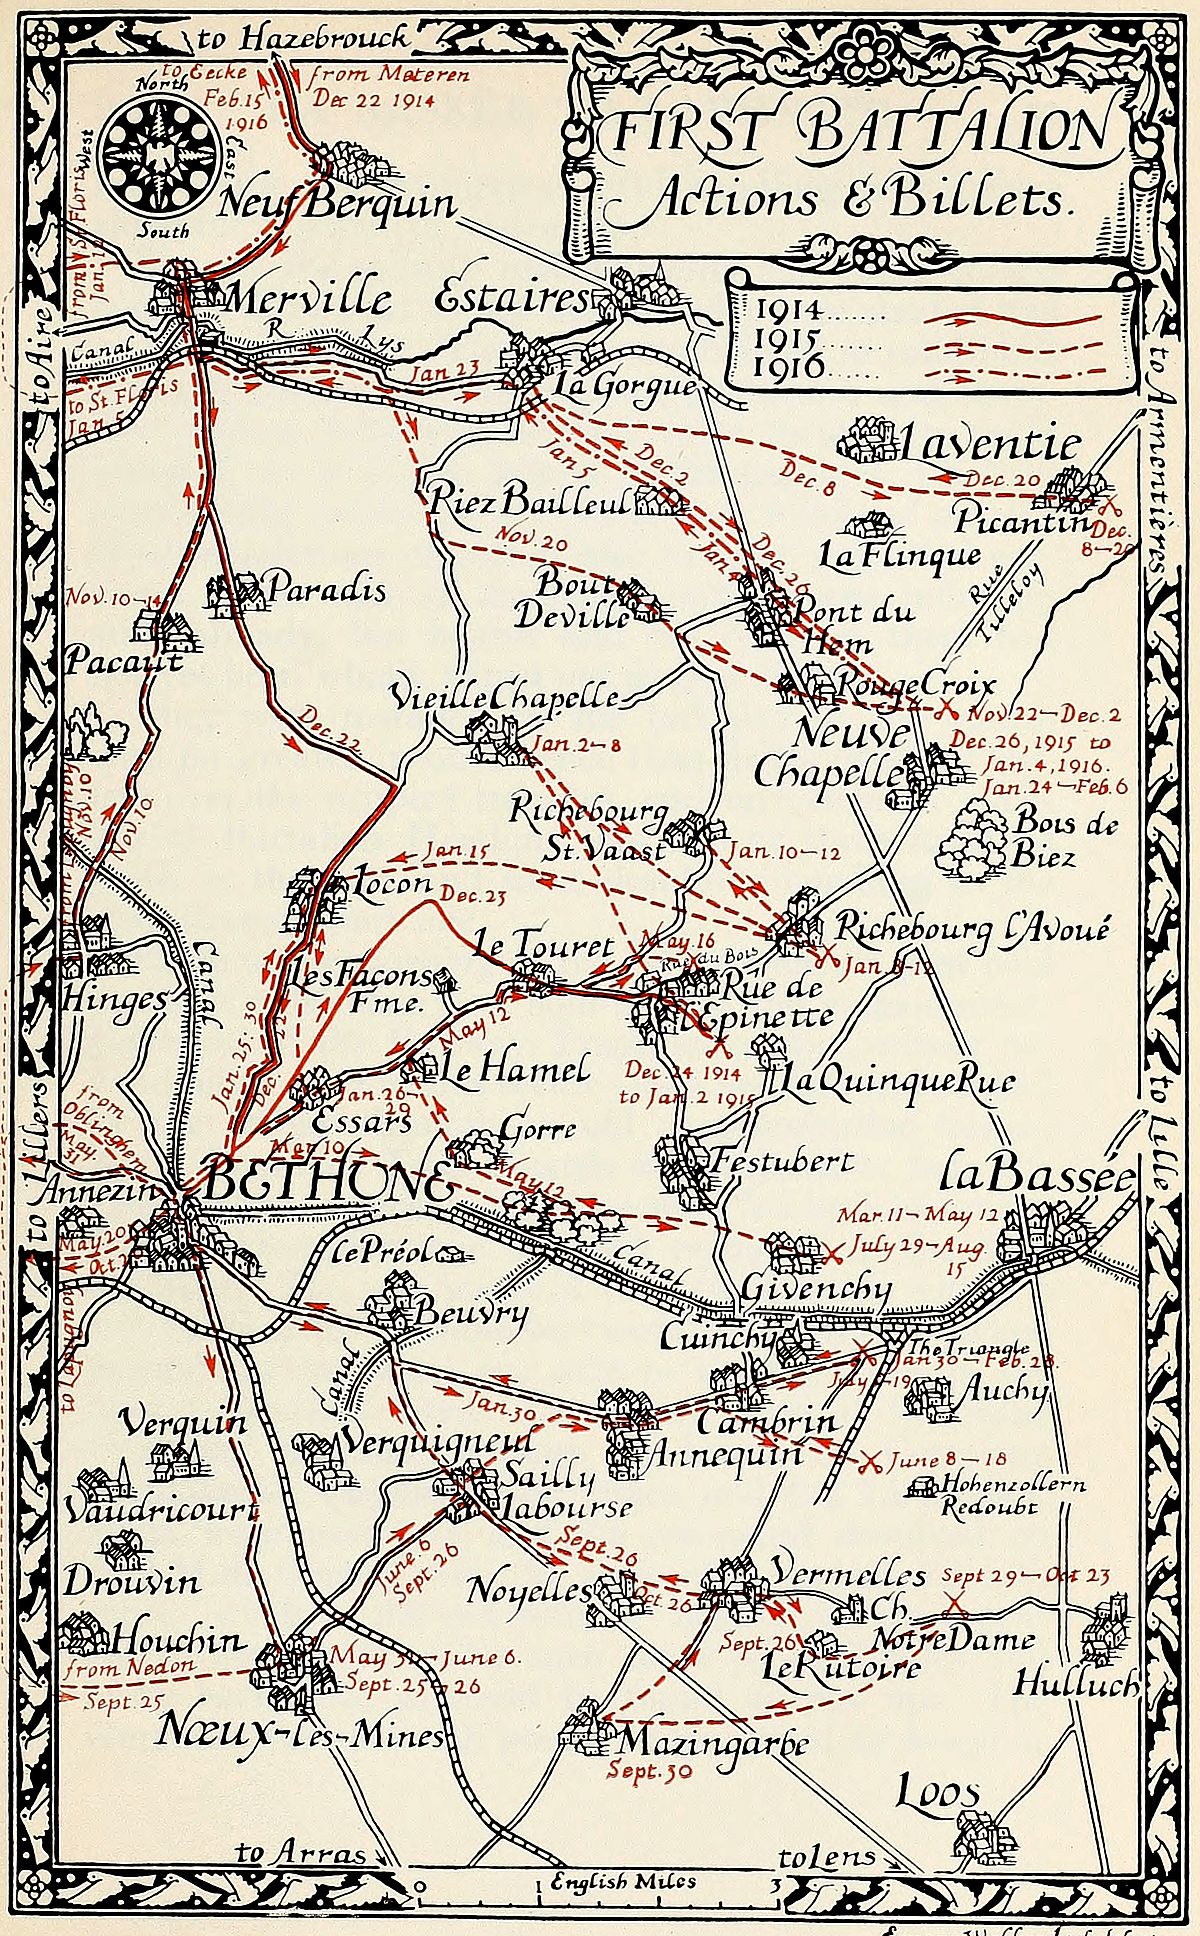 to Hazebrouck
to Eecke
Feb. 15
1916
from Meteren
Dec 22 1914
North
West
East
South
FIRST BATTALION
Actions & Billets.
1914.......
1915........
1916......
Neuf Berquin
from St Floris
Jan. 1
Merville
Estaires
to Aire
Canal
R Lys
Jan 23
La Gorgue
to St. Floris
Jan. 5
to Armentières
Laventie
Dec. 2
Dec. 8
Dec. 20
Jan 5
Riez Bailleul
Picantin
Dec.
8–20
La Flinque
Nov. 20
Dec. 26
Jan 4
Rue
Tilleloy
Paradis
Bout
Deville
Pont du
Hem
Nov. 10–14
Pacaut
Vieille Chapelle
Rouge Croix
Nov. 22–Dec. 2
Dec. 22
Jan. 2–8
Neuve
Chapelle
Dec. 26, 1915 to
Jan. 4, 1916.
Jan. 24–Feb. 6
Nov. 10
Nov. 10
Richebourg
St. Vaast
Bois de
Biez
Jan. 15
Jan. 10–12
Locon
Dec. 23
Richebourg l'Avoué
Le Touret
May. 16
Rue du Bois
Jan. 8–12
Canal
Les Facons
Fme.
Rue de
l'Epinette
Hinges
May 12
Jan. 25. 30
Dec. 22
Le Hamel
Dec. 24 1914
to Jan. 2 1915
La Quinque Rue
to Lille
Jan. 26–
29
Essars
from
Oblinghem
May.
31
Gorre
Mar. 10
May 12
Festubert
to Lillers
Annezin
BETHUNE
La Bassée
Mar. 11–May 12
July 29–Aug.
15
May 20
Oct.
Le Préol
Canal
Givenchy
Beuvry
Cuinchy
The Triangle
Jan 30–Feb. 28.
July –19
to Lapugnoy
Canal
Jan. 30
Auchy
Cambrin
Verquin
Verquigneul
Annequin
June 8–18
Sailly
Labourse
Hohenzollern
Redoubt
Vaudricourt
Sept. 26
June. 6
Sept. 26
Drouvin
Noyelles
Vermelles
Sept 29–Oct 23
Oct. 26
Ch.
Notre Dame
Houchin
Sept. 26
Le Rutoire
from Nedon
Sept. 25
May 31–June 6.
Sept. 25–26
Hulluch
Nœux-les-Mines
Mazingarbe
Sept. 30
Loos
to Arras
to Lens
0 1 English Miles 3